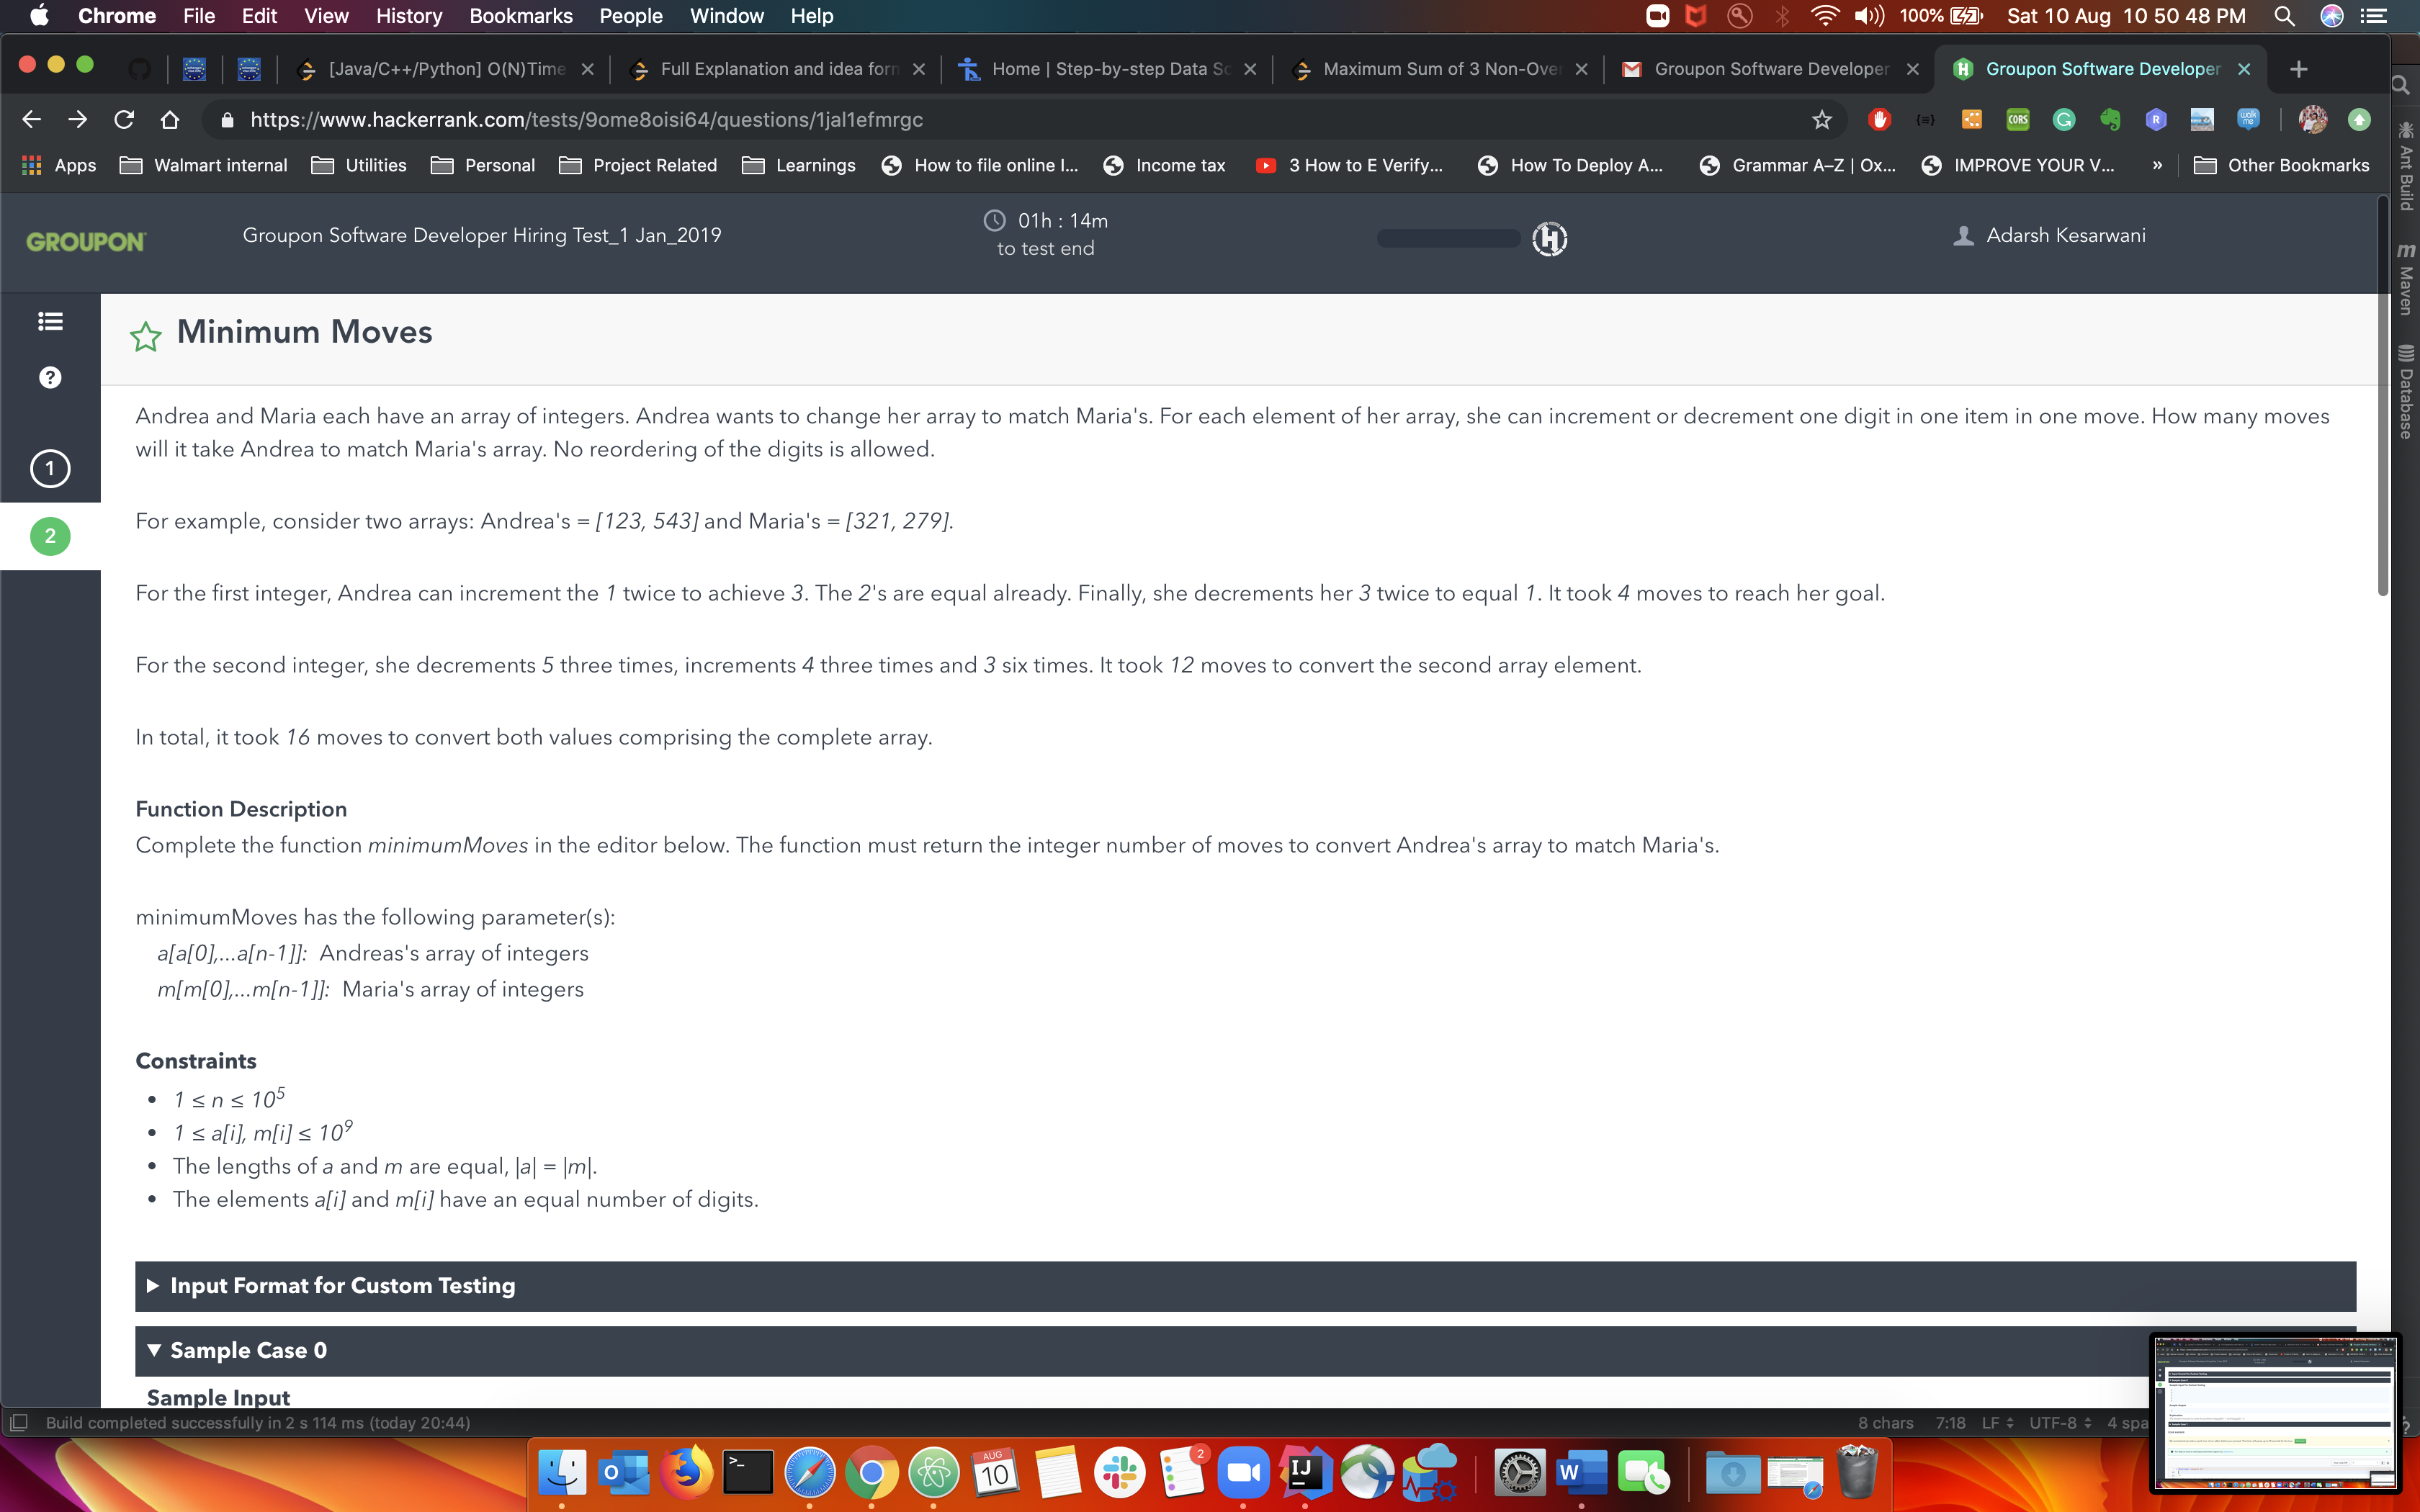 Chrome File Edit View History Bookmarks People Window Help 100% Sat 10 Aug 10 50 48 PM
[Java/C++/Python] O(N)Time Full Explanation and idea form Home | Step-by-step Data Sc Maximum Sum of 3 Non-Over Groupon Software Developer Groupon Software Developer
https://www.hackerrank.com/tests/9ome8oisi64/questions/1jal1efmrgc
Apps Walmart internal Utilities Personal Project Related Learnings How to file online I... Income tax 3 How to E Verify... How To Deploy A... Grammar A–Z | Ox... IMPROVE YOUR V... » Other Bookmarks
Ant Build
Maven
Database
GROUPON Groupon Software Developer Hiring Test_1 Jan_2019 01h : 14m
to test end
Adarsh Kesarwani
Minimum Moves
1
2
Andrea and Maria each have an array of integers. Andrea wants to change her array to match Maria's. For each element of her array, she can increment or decrement one digit in one item in one move. How many moves
will it take Andrea to match Maria's array. No reordering of the digits is allowed.
For example, consider two arrays: Andrea's = [123, 543] and Maria's = [321, 279].
For the first integer, Andrea can increment the 1 twice to achieve 3. The 2's are equal already. Finally, she decrements her 3 twice to equal 1. It took 4 moves to reach her goal.
For the second integer, she decrements 5 three times, increments 4 three times and 3 six times. It took 12 moves to convert the second array element.
In total, it took 16 moves to convert both values comprising the complete array.
Function Description
Complete the function minimumMoves in the editor below. The function must return the integer number of moves to convert Andrea's array to match Maria's.
minimumMoves has the following parameter(s):
a[a[0],...a[n-1]]: Andreas's array of integers
m[m[0],...m[n-1]]: Maria's array of integers
Constraints
• 1 ≤ n ≤ 10⁵
• 1 ≤ a[i], m[i] ≤ 10⁹
• The lengths of a and m are equal, |a| = |m|.
• The elements a[i] and m[i] have an equal number of digits.
Input Format for Custom Testing
Sample Case 0
Sample Input
Build completed successfully in 2 s 114 ms (today 20:44) 8 chars 7:18 LF UTF-8 4 spa
AUG
10
2